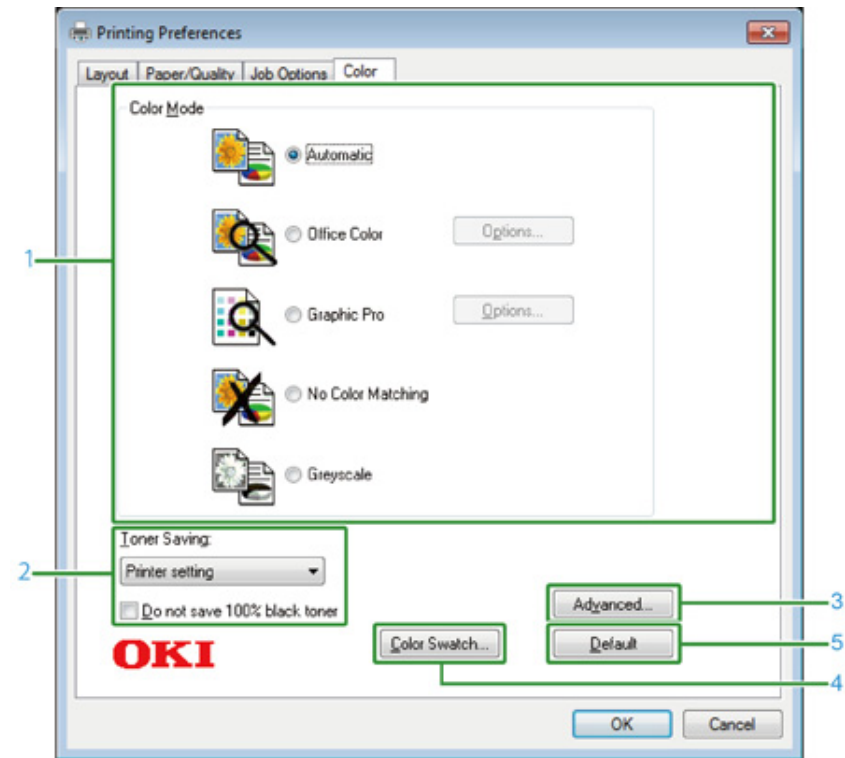 Printing Preferences
Layout Paper/Quality Job Options Color
Color Mode
Automatic
Office Color Options...
1
Graphic Pro Options...
No Color Matching
Greyscale
Toner Saving:
2 Printer setting
Do not save 100% black toner
Advanced... 3
OKI Color Swatch... Default 5
4
OK Cancel